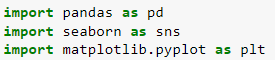 import pandas as pd
import seaborn as sns
import matplotlib.pyplot as plt